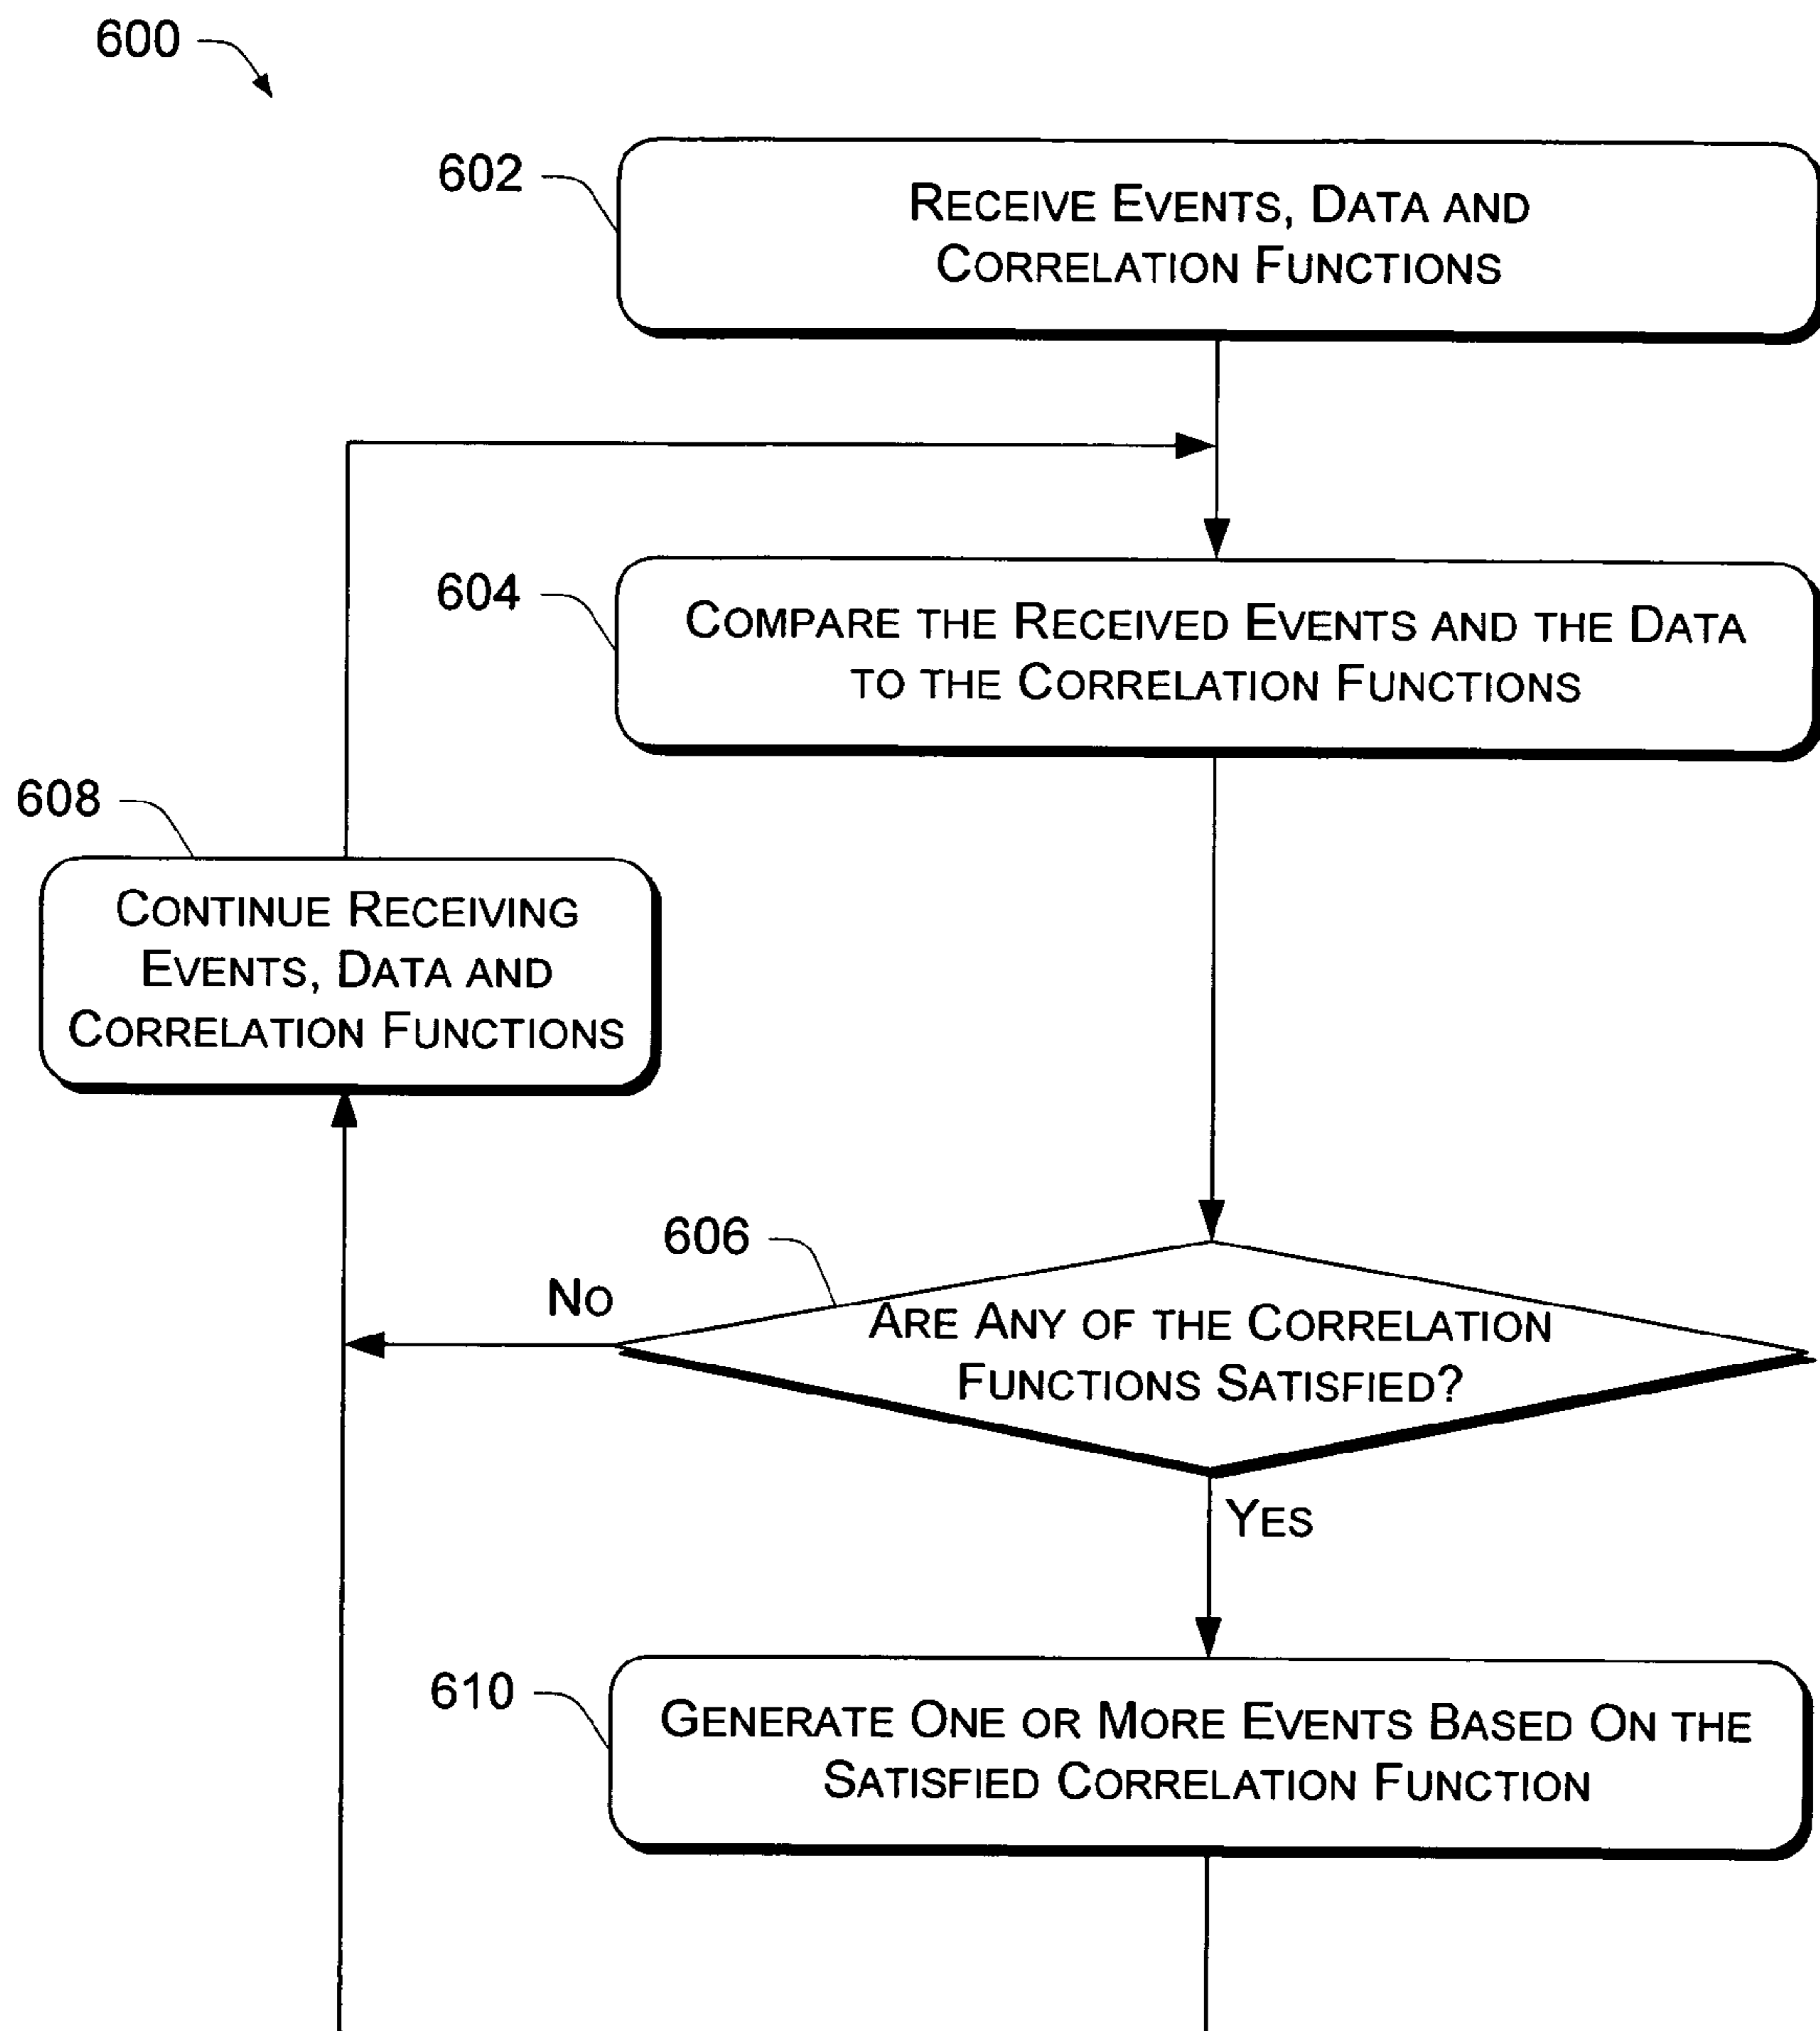 600
602
RECEIVE EVENTS, DATA AND
CORRELATION FUNCTIONS
604
COMPARE THE RECEIVED EVENTS AND THE DATA
TO THE CORRELATION FUNCTIONS
608
CONTINUE RECEIVING
EVENTS, DATA AND
CORRELATION FUNCTIONS
606
NO
ARE ANY OF THE CORRELATION
FUNCTIONS SATISFIED?
YES
610
GENERATE ONE OR MORE EVENTS BASED ON THE
SATISFIED CORRELATION FUNCTION